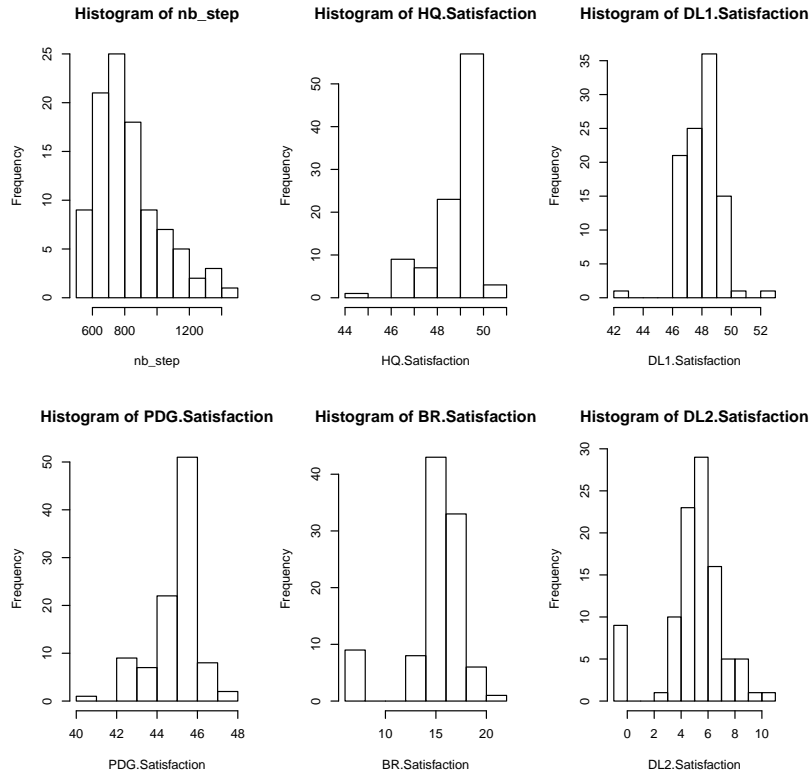 Histogram of nb_step
Histogram of HQ.Satisfaction
Histogram of DL1.Satisfaction
Frequency
0 5 10 15 20 25
600 800 1200
nb_step
Frequency
0 10 20 30 40 50
44 46 48 50
HQ.Satisfaction
Frequency
0 5 10 15 20 25 30 35
42 44 46 48 50 52
DL1.Satisfaction
Histogram of PDG.Satisfaction
Histogram of BR.Satisfaction
Histogram of DL2.Satisfaction
Frequency
0 10 20 30 40 50
40 42 44 46 48
PDG.Satisfaction
Frequency
0 10 20 30 40
10 15 20
BR.Satisfaction
Frequency
0 5 10 15 20 25 30
0 2 4 6 8 10
DL2.Satisfaction